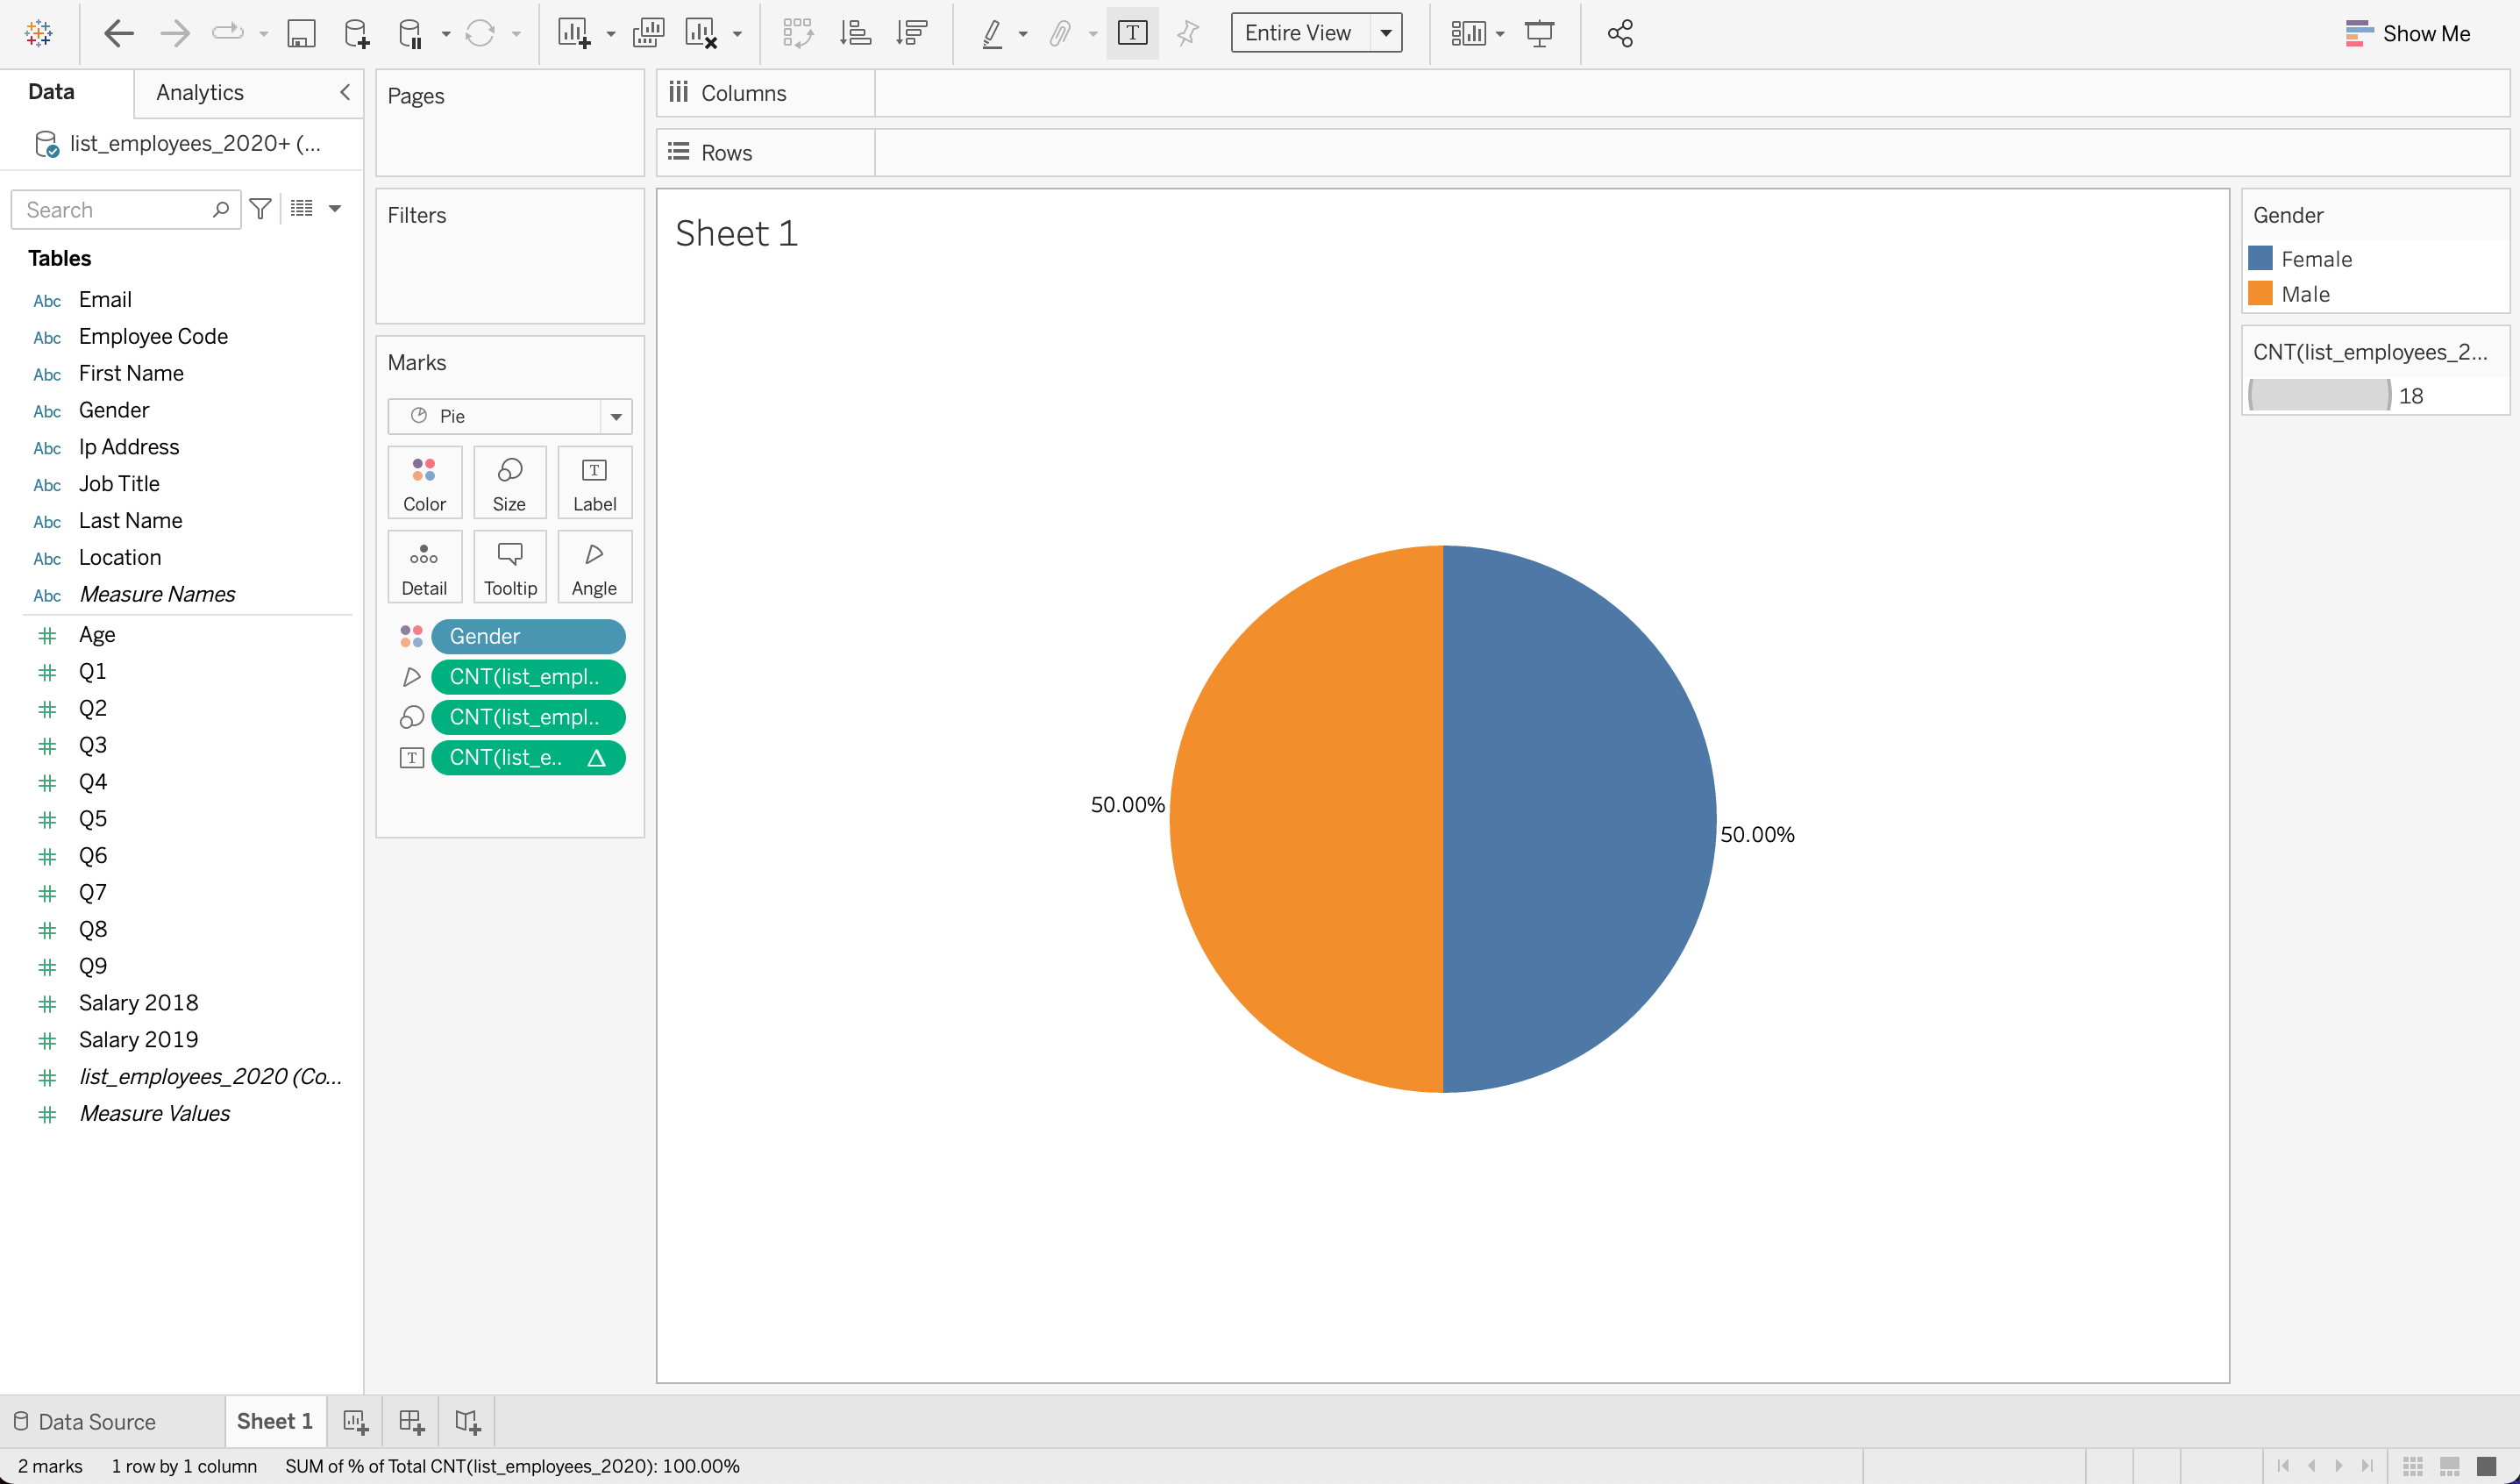 Entire View
Show Me
Data
Analytics
list_employees_2020+ (...
Search
Tables
Abc Email
Abc Employee Code
Abc First Name
Abc Gender
Abc Ip Address
Abc Job Title
Abc Last Name
Abc Location
Abc Measure Names
# Age
# Q1
# Q2
# Q3
# Q4
# Q5
# Q6
# Q7
# Q8
# Q9
# Salary 2018
# Salary 2019
# list_employees_2020 (Co...
# Measure Values
Pages
Filters
Marks
Pie
Color Size Label
Detail Tooltip Angle
Gender
CNT(list_empl..
CNT(list_empl..
CNT(list_e.. Δ
Columns
Rows
Sheet 1
50.00%
50.00%
Gender
Female
Male
CNT(list_employees_2...
18
Data Source
Sheet 1
2 marks 1 row by 1 column SUM of % of Total CNT(list_employees_2020): 100.00%